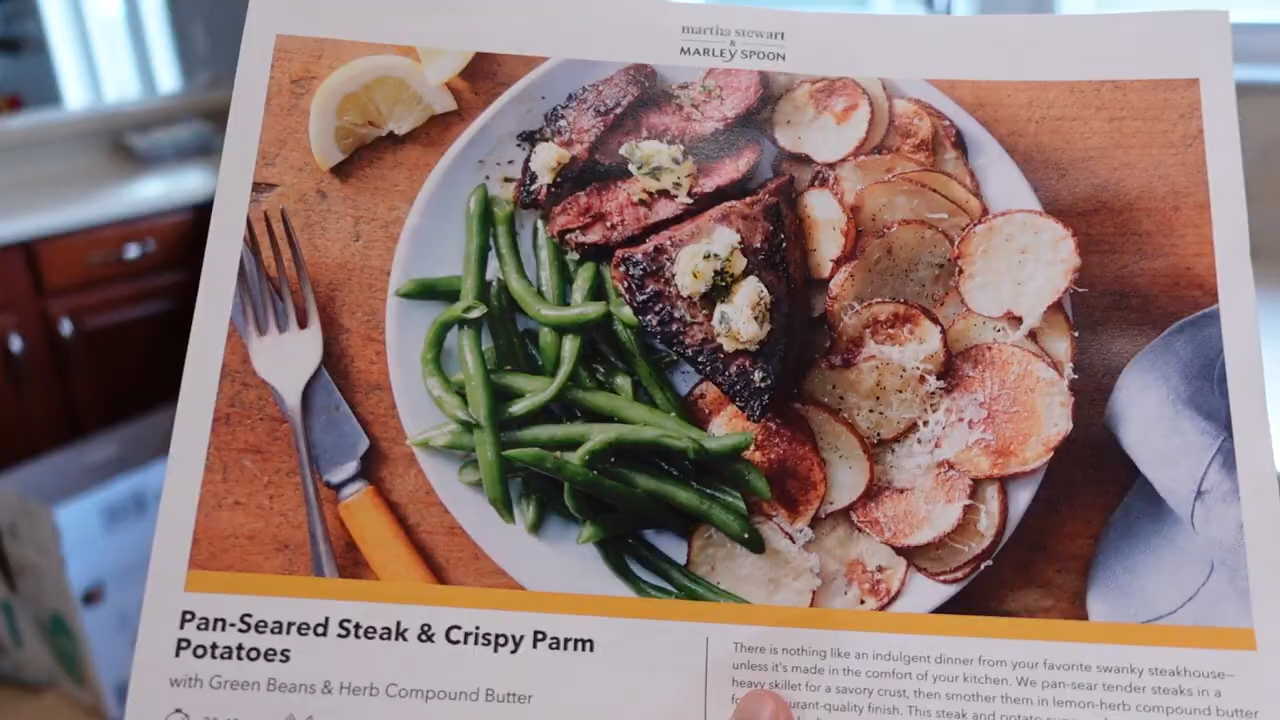 martha stewart
&
MARLEY SPOON
Pan-Seared Steak & Crispy Parm
Potatoes
with Green Beans & Herb Compound Butter
There is nothing like an indulgent dinner from your favorite swanky steakhouse—
unless it's made in the comfort of your kitchen. We pan-sear tender steaks in a
heavy skillet for a savory crust, then smother them in lemon-herb compound butter
finish. This steak and potato